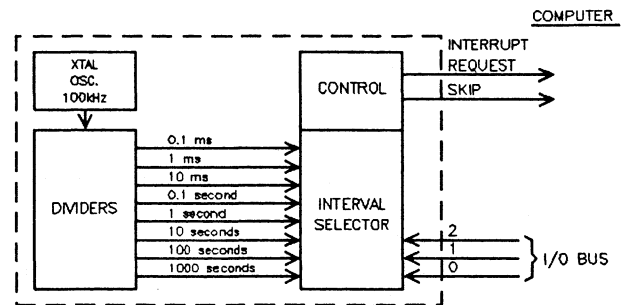 COMPUTER
INTERRUPT
REQUEST
SKIP
XTAL
OSC.
100kHz
CONTROL
DIVIDERS
0.1 ms
1 ms
10 ms
0.1 second
1 second
10 seconds
100 seconds
1000 seconds
INTERVAL
SELECTOR
2
1
0
I/O BUS